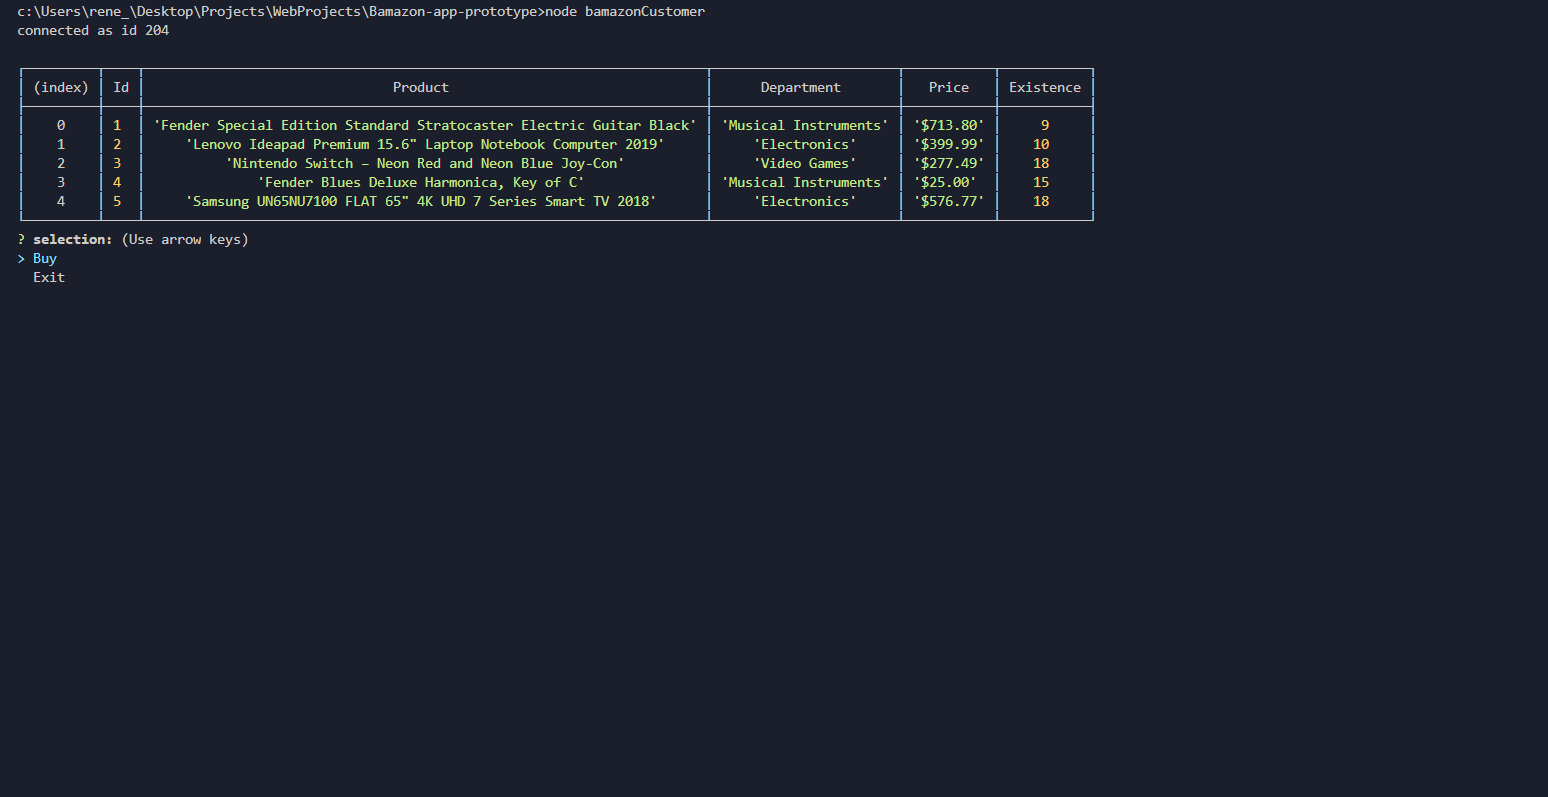 c:\Users\rene_\Desktop\Projects\WebProjects\Bamazon-app-prototype>node bamazonCustomer
connected as id 204
(index) Id Product Department Price Existence
0 1 'Fender Special Edition Standard Stratocaster Electric Guitar Black' 'Musical Instruments' '$713.80' 9
1 2 'Lenovo Ideapad Premium 15.6" Laptop Notebook Computer 2019' 'Electronics' '$399.99' 10
2 3 'Nintendo Switch – Neon Red and Neon Blue Joy-Con' 'Video Games' '$277.49' 18
3 4 'Fender Blues Deluxe Harmonica, Key of C' 'Musical Instruments' '$25.00' 15
4 5 'Samsung UN65NU7100 FLAT 65" 4K UHD 7 Series Smart TV 2018' 'Electronics' '$576.77' 18
? selection: (Use arrow keys)
> Buy
Exit